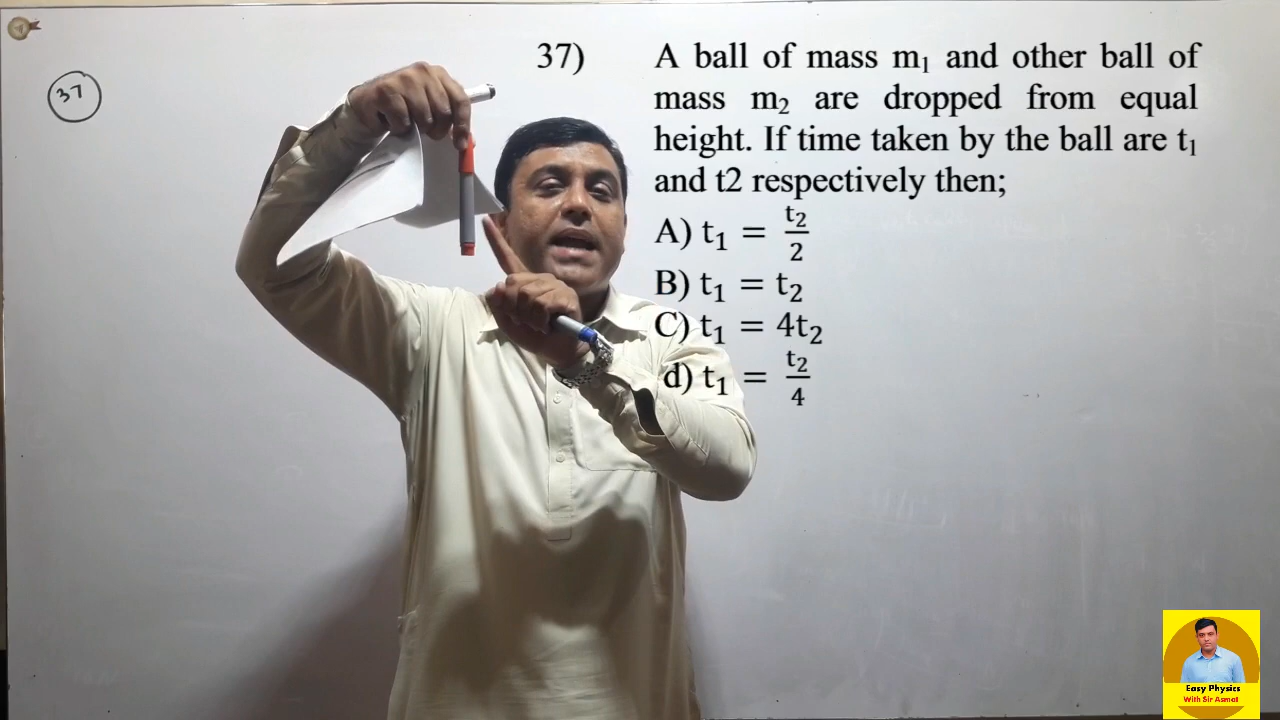 37
37) A ball of mass m₁ and other ball of
mass m₂ are dropped from equal
height. If time taken by the ball are t₁
and t2 respectively then;
A) t₁ = t₂/2
B) t₁ = t₂
C) t₁ = 4t₂
d) t₁ = t₂/4
Easy Physics
With Sir Asmat